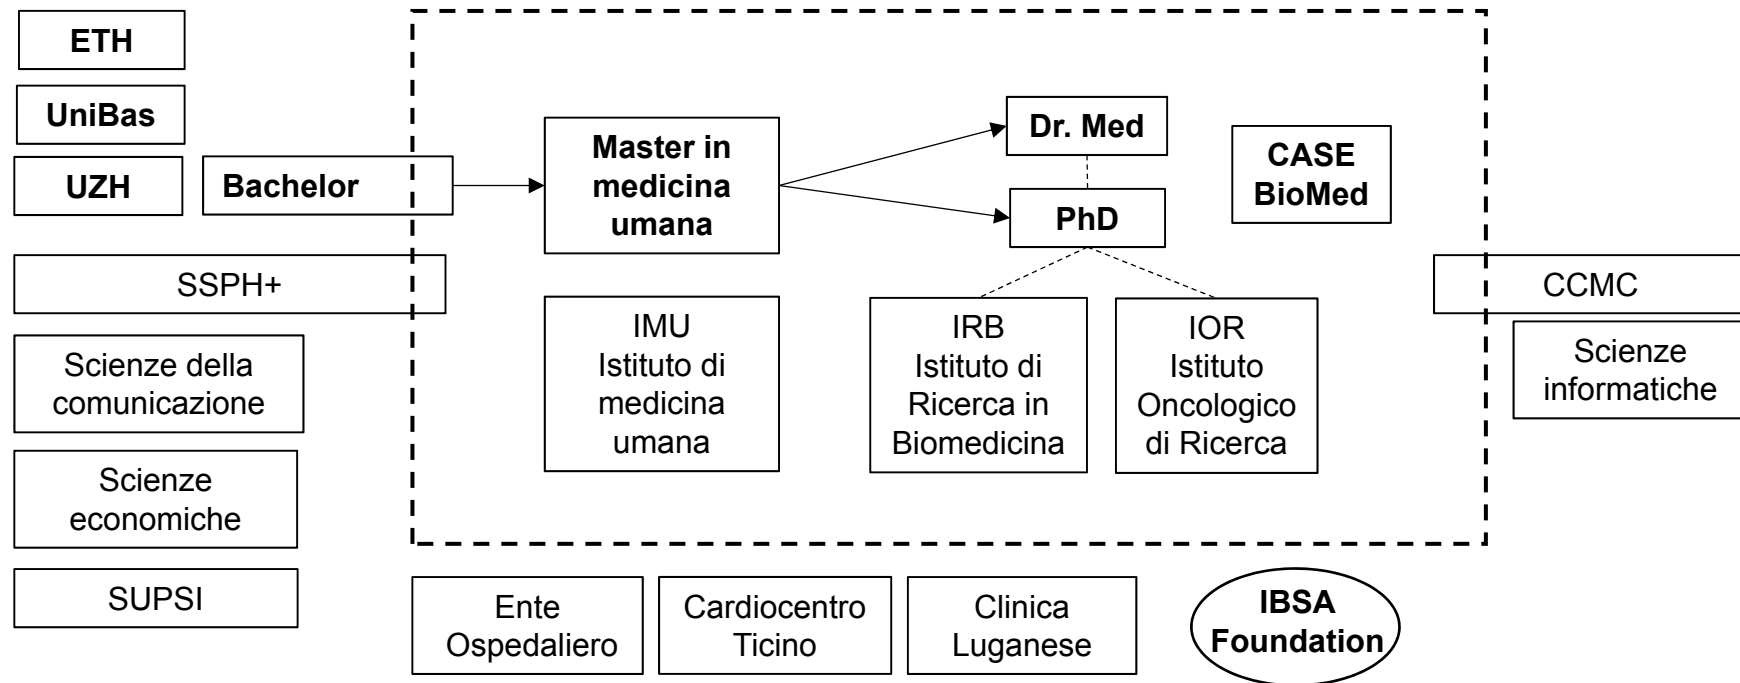 ETH
UniBas
UZH
Bachelor
Master in
medicina
umana
Dr. Med
PhD
CASE
BioMed
SSPH+
CCMC
Scienze della
comunicazione
IMU
Istituto di
medicina
umana
IRB
Istituto di
Ricerca in
Biomedicina
IOR
Istituto
Oncologico
di Ricerca
Scienze
informatiche
Scienze
economiche
SUPSI
Ente
Ospedaliero
Cardiocentro
Ticino
Clinica
Luganese
IBSA
Foundation